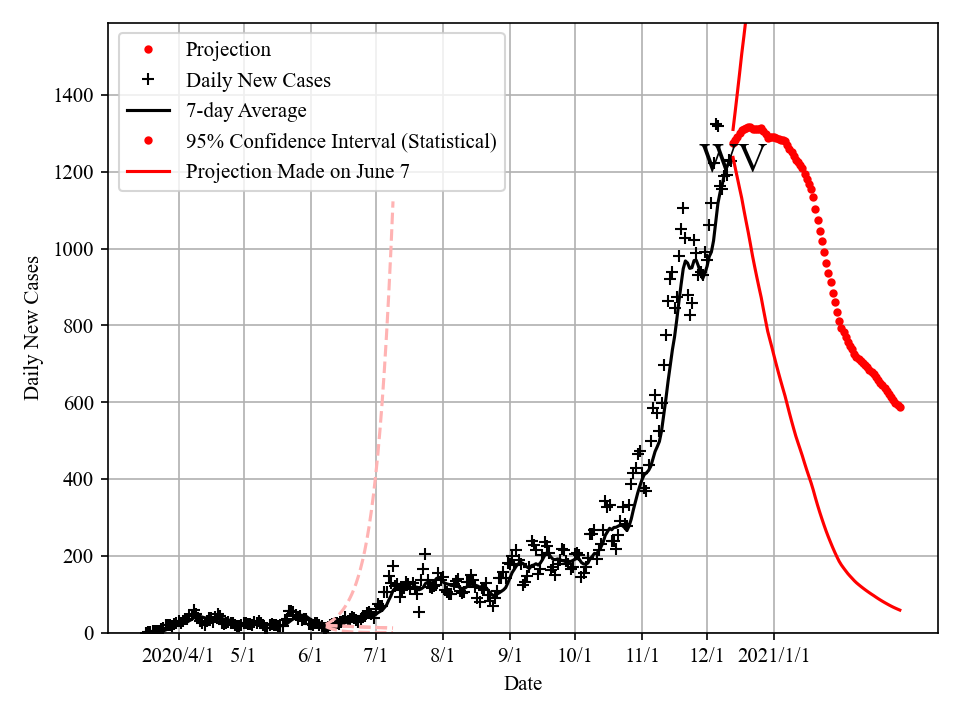 Projection
Daily New Cases
7-day Average
95% Confidence Interval (Statistical)
Projection Made on June 7
WV
1400
1200
1000
800
600
400
200
0
Daily New Cases
2020/4/1 5/1 6/1 7/1 8/1 9/1 10/1 11/1 12/1 2021/1/1
Date